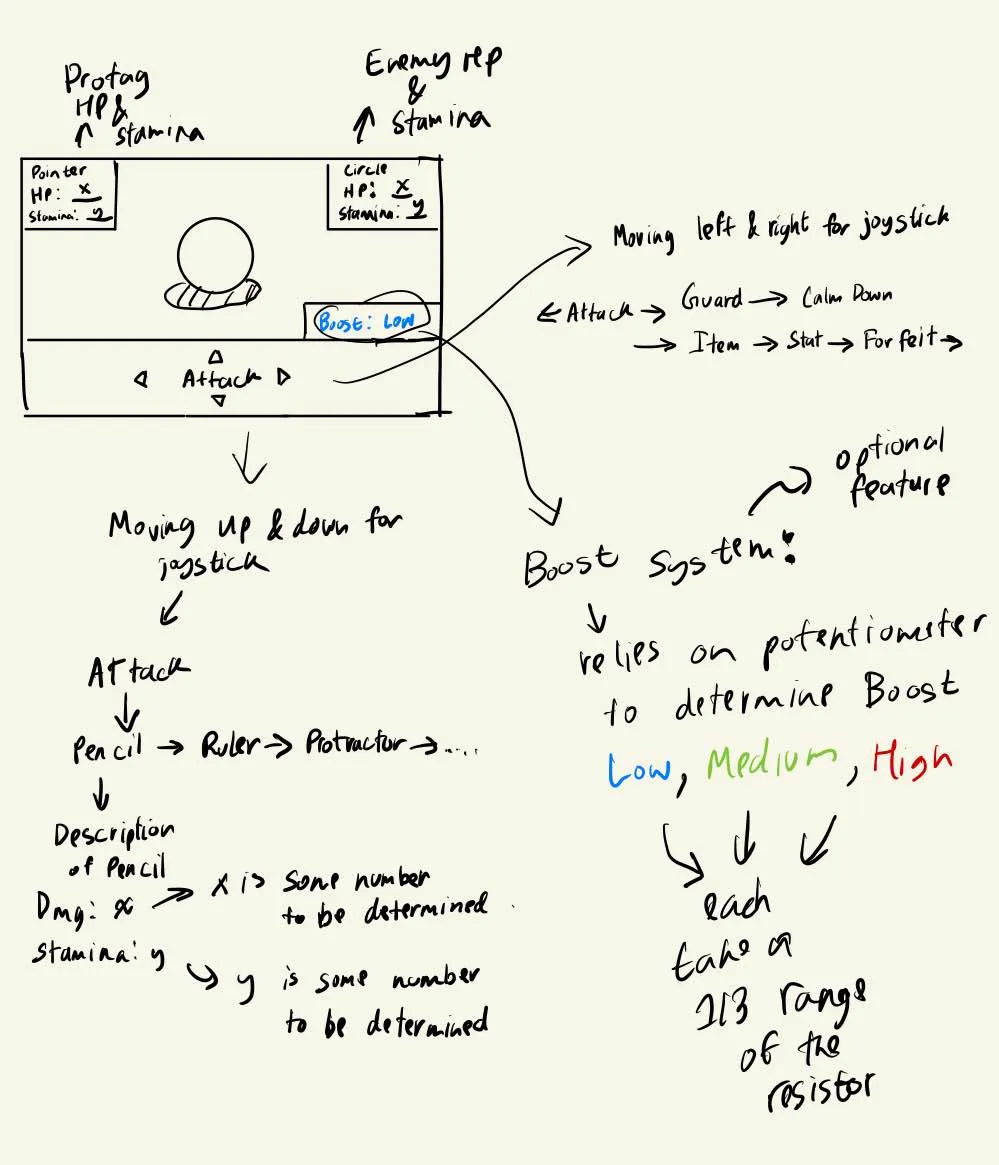 Protag
HP &
Stamina
Enemy HP
&
Stamina
Pointer
HP: x
Stamina: y
Circle
HP: x
Stamina: y
Boost: Low
Attack
Moving left & right for joystick
Attack → Guard → Calm Down
→ Item → Stat → Forfeit →
Moving up & down for
joystick
Attack
Pencil → Ruler → Protractor → ....
Description
of Pencil
Dmg: x
x is some number
to be determined
Stamina: y
y is some number
to be determined
optional
feature
Boost System:
relies on potentiometer
to determine Boost
Low, Medium, High
each
take a
1/3 range
of the
resistor